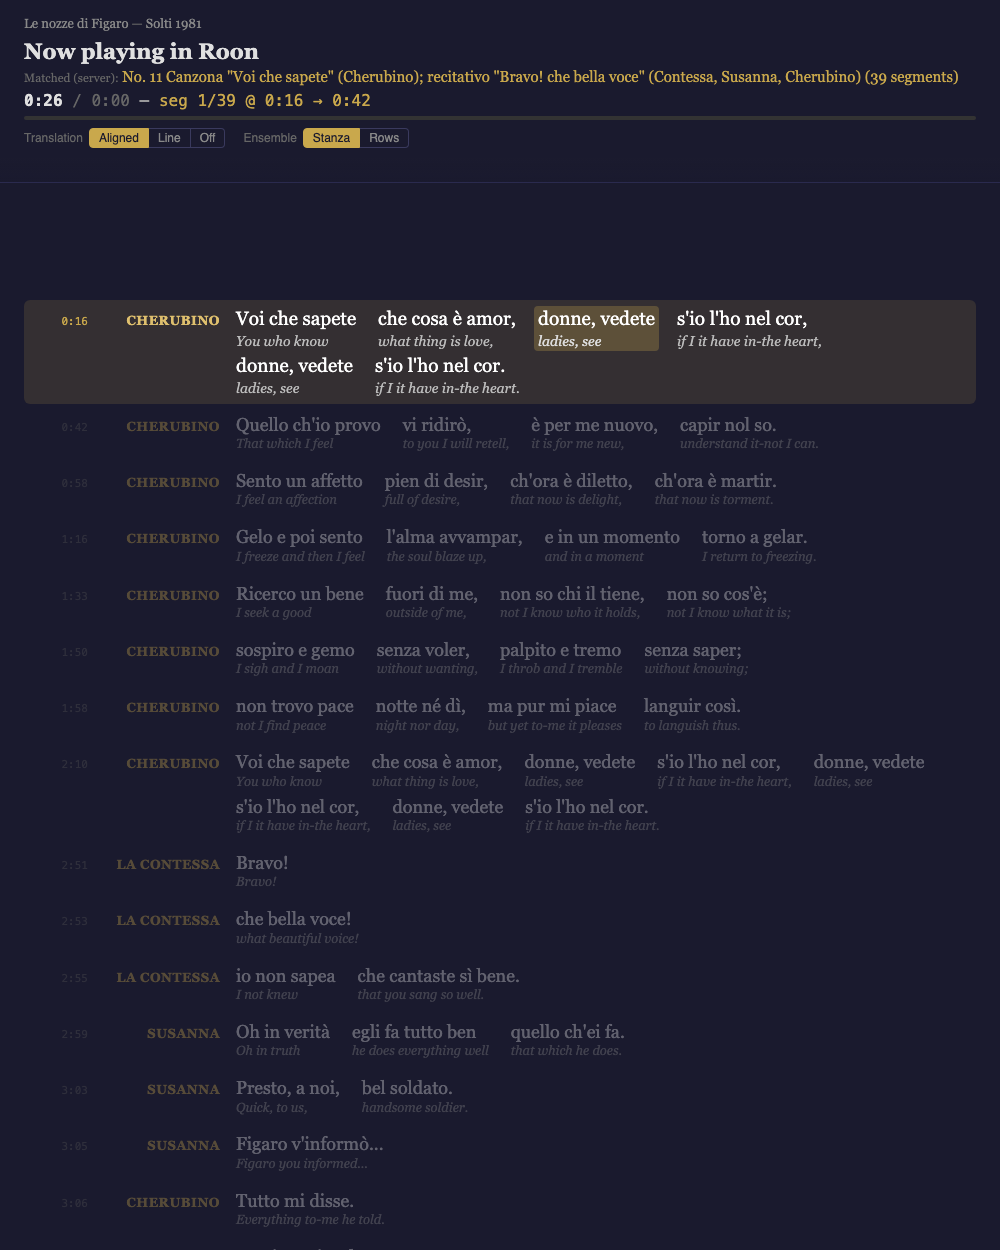 Le nozze di Figaro — Solti 1981
Now playing in Roon
Matched (server): No. 11 Canzona "Voi che sapete" (Cherubino); recitativo "Bravo! che bella voce" (Contessa, Susanna, Cherubino) (39 segments)
0:26 / 0:00 — seg 1/39 @ 0:16 → 0:42
Translation Aligned Line Off Ensemble Stanza Rows
0:16 CHERUBINO Voi che sapete che cosa è amor, donne, vedete s'io l'ho nel cor,
You who know what thing is love, ladies, see if I it have in-the heart,
donne, vedete s'io l'ho nel cor.
ladies, see if I it have in-the heart.
0:42 CHERUBINO Quello ch'io provo vi ridirò, è per me nuovo, capir nol so.
That which I feel to you I will retell, it is for me new, understand it-not I can.
0:58 CHERUBINO Sento un affetto pien di desir, ch'ora è diletto, ch'ora è martir.
I feel an affection full of desire, that now is delight, that now is torment.
1:16 CHERUBINO Gelo e poi sento l'alma avvampar, e in un momento torno a gelar.
I freeze and then I feel the soul blaze up, and in a moment I return to freezing.
1:33 CHERUBINO Ricerco un bene fuori di me, non so chi il tiene, non so cos'è;
I seek a good outside of me, not I know who it holds, not I know what it is;
1:50 CHERUBINO sospiro e gemo senza voler, palpito e tremo senza saper;
I sigh and I moan without wanting, I throb and I tremble without knowing;
1:58 CHERUBINO non trovo pace notte né dì, ma pur mi piace languir così.
not I find peace night nor day, but yet to-me it pleases to languish thus.
2:10 CHERUBINO Voi che sapete che cosa è amor, donne, vedete s'io l'ho nel cor, donne, vedete
You who know what thing is love, ladies, see if I it have in-the heart, ladies, see
s'io l'ho nel cor, donne, vedete s'io l'ho nel cor.
if I it have in-the heart, ladies, see if I it have in-the heart.
2:51 LA CONTESSA Bravo!
Bravo!
2:53 LA CONTESSA che bella voce!
what beautiful voice!
2:55 LA CONTESSA io non sapea che cantaste sì bene.
I not knew that you sang so well.
2:59 SUSANNA Oh in verità egli fa tutto ben quello ch'ei fa.
Oh in truth he does everything well that which he does.
3:03 SUSANNA Presto, a noi, bel soldato.
Quick, to us, handsome soldier.
3:05 SUSANNA Figaro v'informò...
Figaro you informed...
3:06 CHERUBINO Tutto mi disse.
Everything to-me he told.